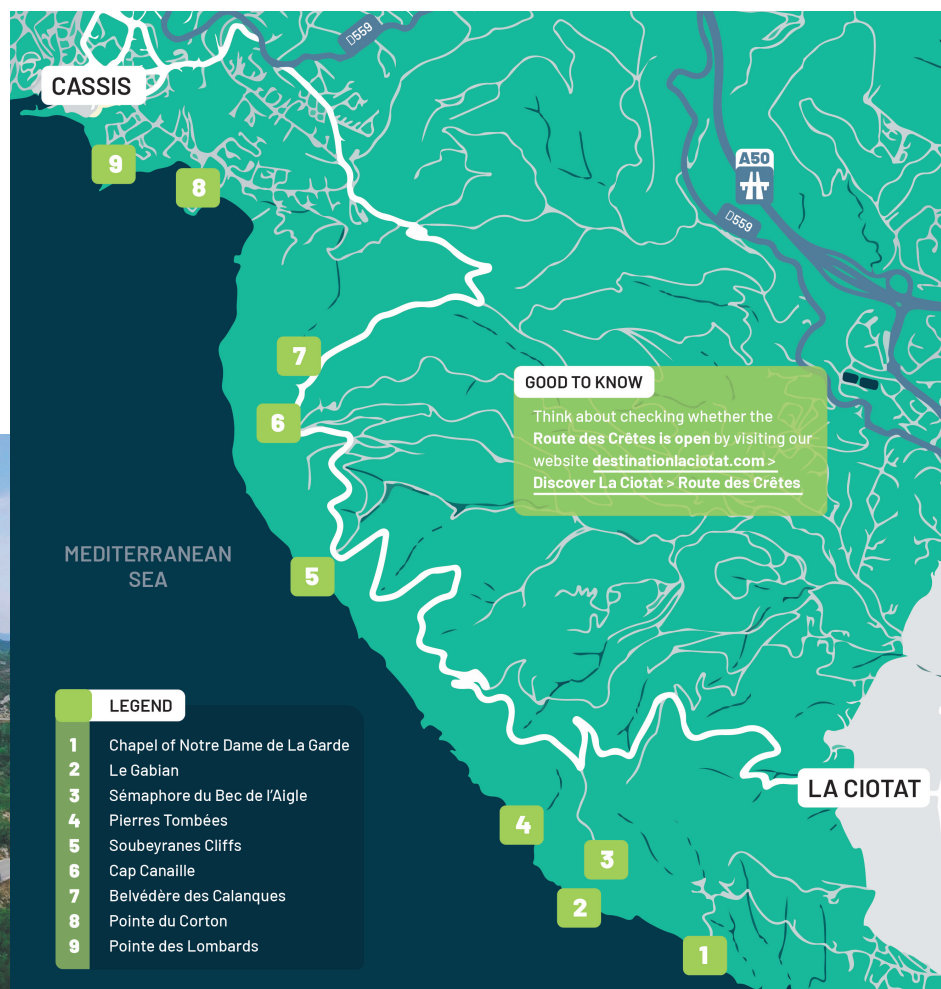 D559
CASSIS
A50
9
8
D559
7
GOOD TO KNOW
Think about checking whether the
Route des Crêtes is open by visiting our
website destinationlaciotat.com >
Discover La Ciotat > Route des Crêtes
6
MEDITERRANEAN
SEA
5
LEGEND
1 Chapel of Notre Dame de La Garde
2 Le Gabian
3 Sémaphore du Bec de l'Aigle
4 Pierres Tombées
5 Soubeyranes Cliffs
6 Cap Canaille
7 Belvédère des Calanques
8 Pointe du Corton
9 Pointe des Lombards
LA CIOTAT
4
3
2
1